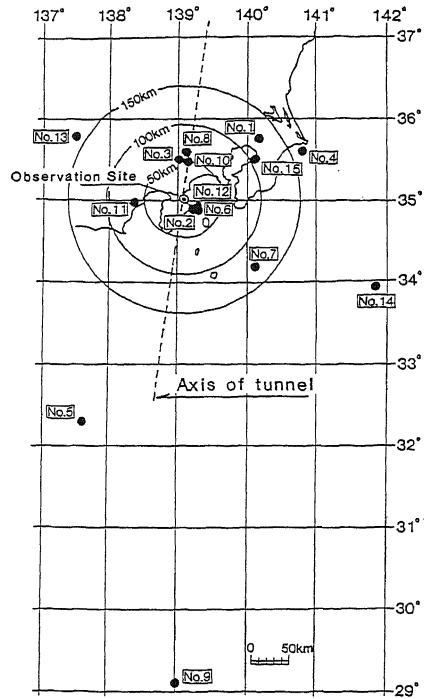 137° 138° 139° 140° 141° 142°
37°
150km
36°
100km
No.13
No.8
No.1
No.3
No.10
No.4
50km
No.15
Observation Site
No.12
35°
No.11
No.6
No.2
No.7
34°
No.14
33°
Axis of tunnel
No.5
32°
31°
30°
0 50km
No.9
29°